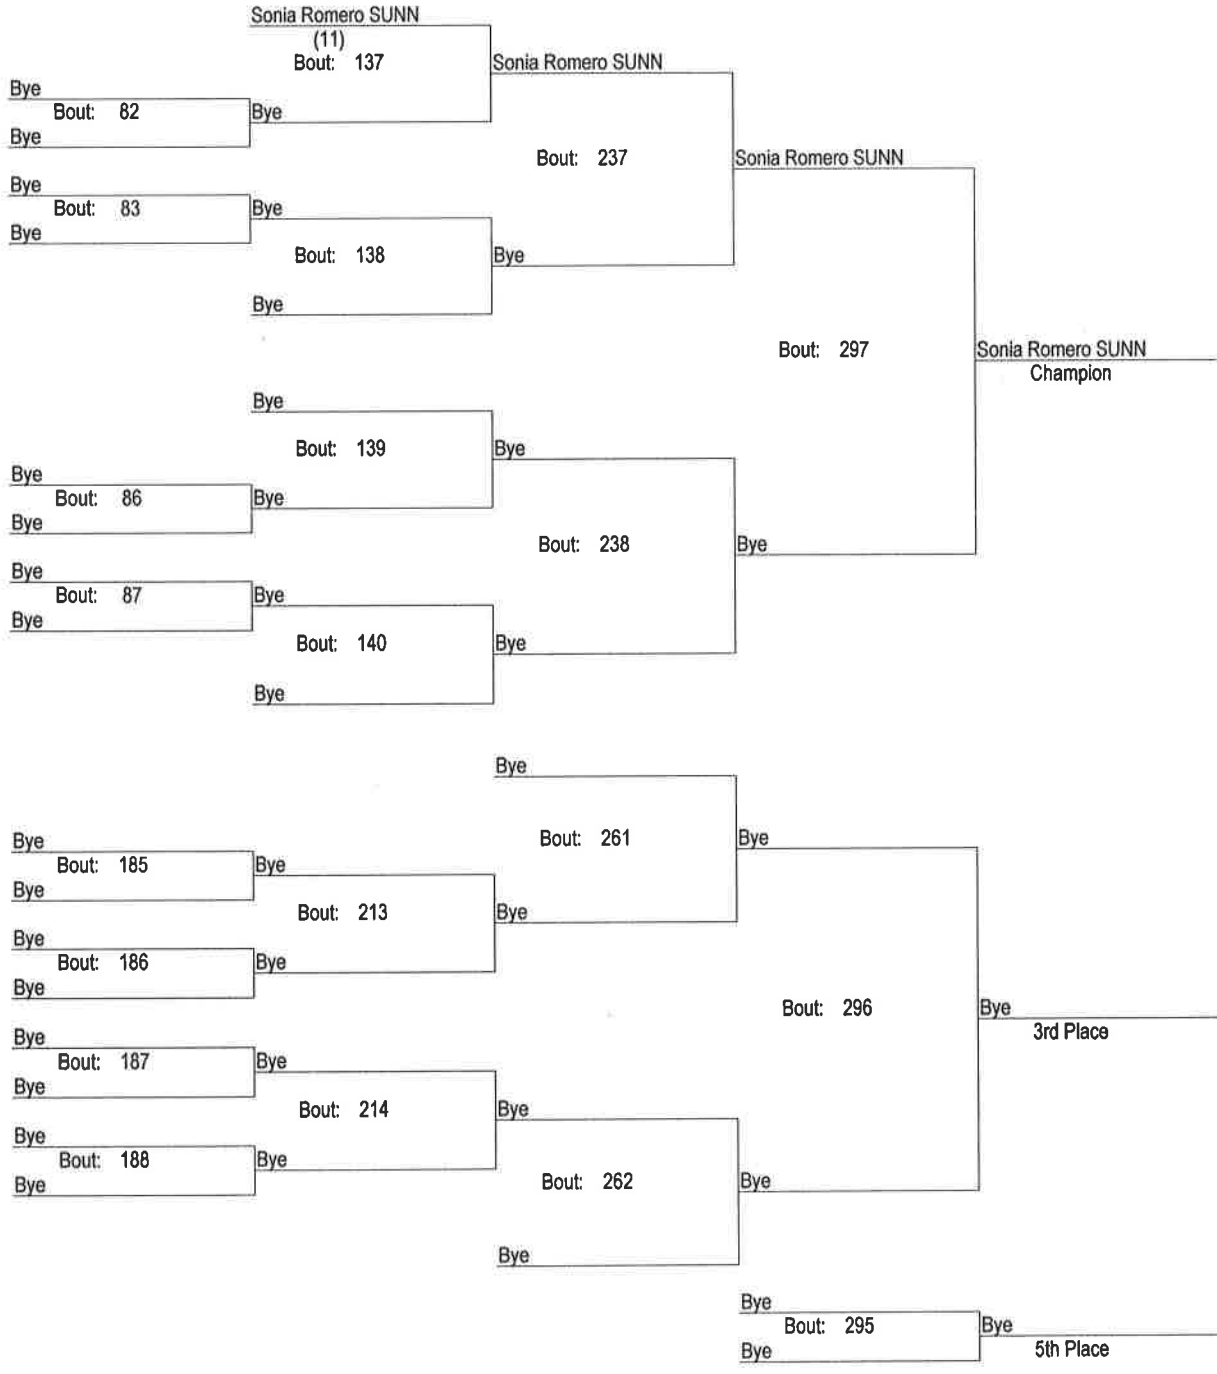 Sonia Romero SUNN
(11)
Bout: 137
Sonia Romero SUNN
Bye
Bout: 82
Bye
Bye
Bout: 237
Sonia Romero SUNN
Bye
Bout: 83
Bye
Bye
Bout: 138
Bye
Bye
Bout: 297
Sonia Romero SUNN
Champion
Bye
Bout: 139
Bye
Bye
Bout: 86
Bye
Bye
Bout: 238
Bye
Bye
Bout: 87
Bye
Bye
Bout: 140
Bye
Bye
Bye
Bout: 261
Bye
Bye
Bout: 185
Bye
Bye
Bout: 213
Bye
Bye
Bout: 186
Bye
Bye
Bout: 296
Bye
3rd Place
Bye
Bout: 187
Bye
Bye
Bout: 214
Bye
Bye
Bout: 188
Bye
Bye
Bout: 262
Bye
Bye
Bye
Bout: 295
Bye
Bye
5th Place